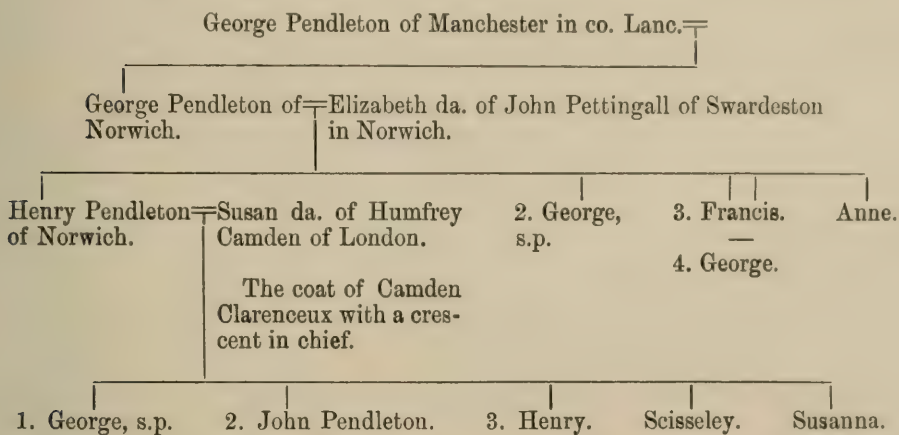 George Pendleton of Manchester in co. Lanc.
George Pendleton of Norwich.
Elizabeth da. of John Pettingall of Swardeston in Norwich.
Henry Pendleton of Norwich.
Susan da. of Humfrey Camden of London.
The coat of Camden
Clarenceux with a cres-
cent in chief.
2. George,
s.p.
3. Francis.
4. George.
Anne.
1. George, s.p.
2. John Pendleton.
3. Henry.
Scisseley.
Susanna.